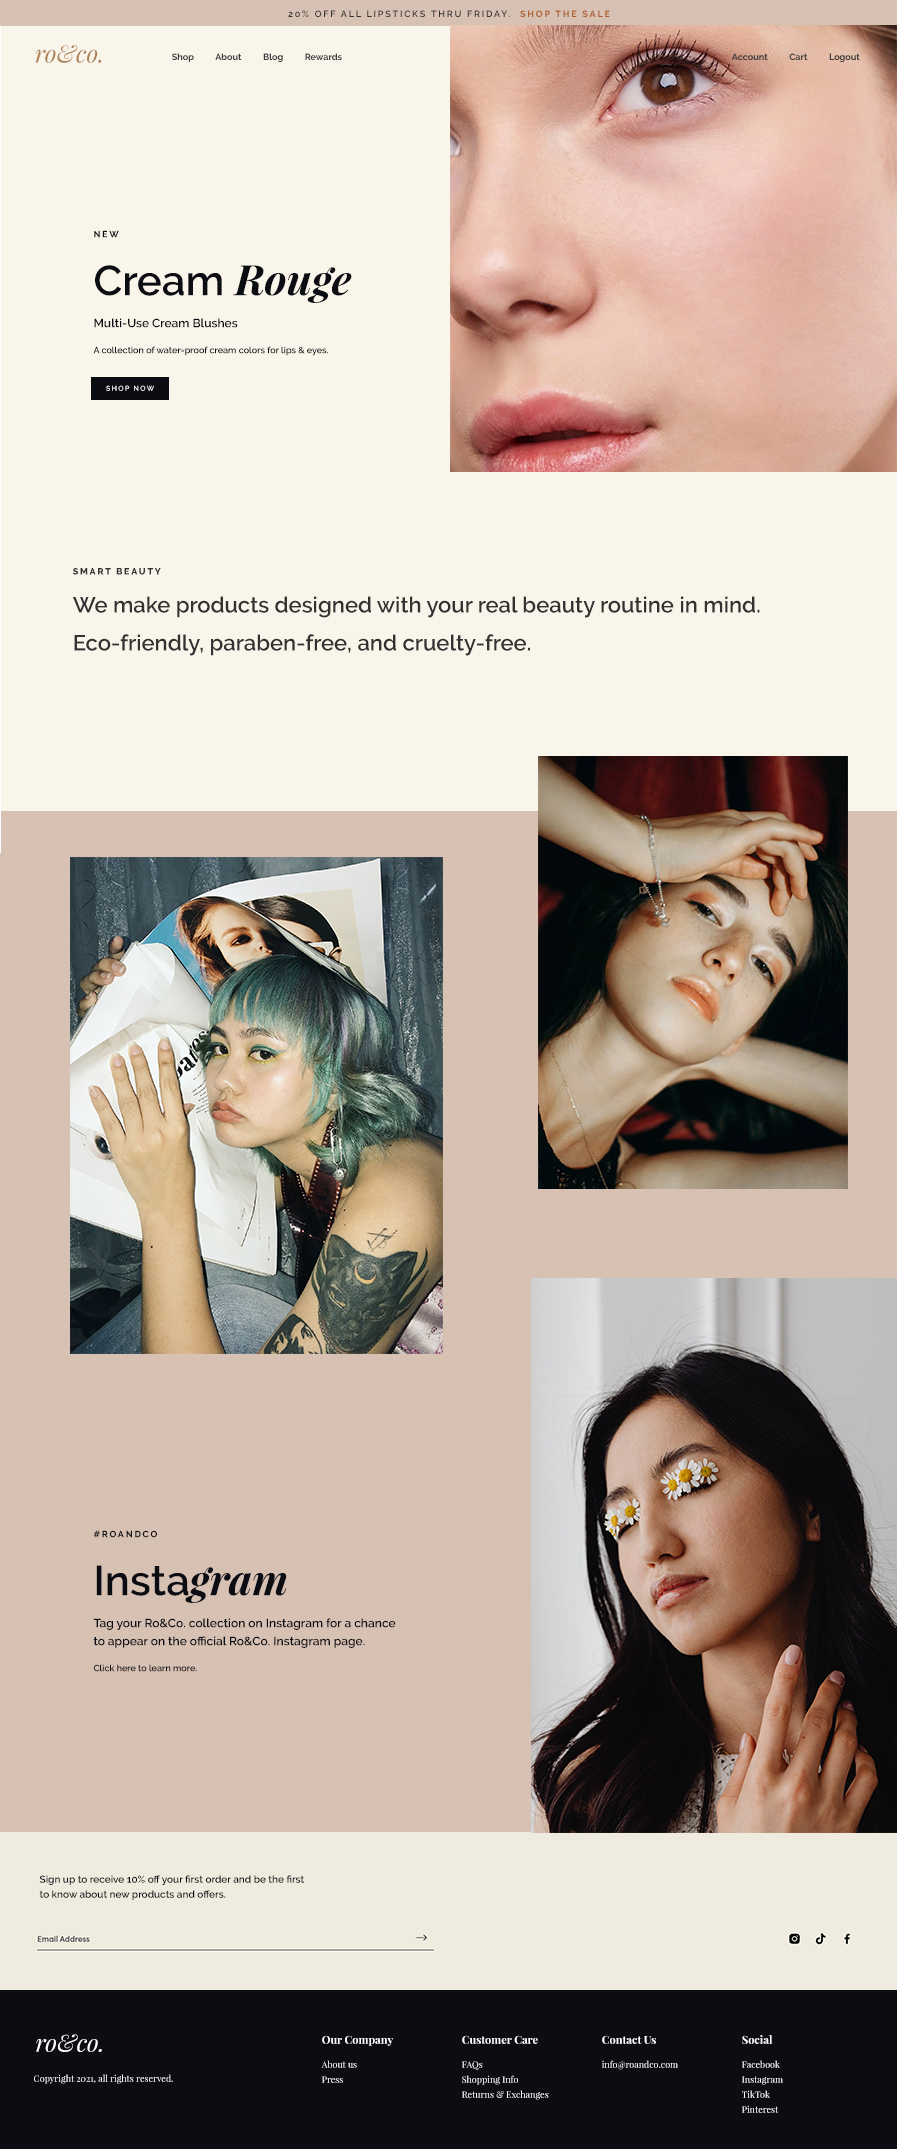 20% OFF ALL LIPSTICKS THRU FRIDAY. SHOP THE SALE
ro&co.
Shop About Blog Rewards
Account Cart Logout
NEW
Cream Rouge
Multi-Use Cream Blushes
A collection of water-proof cream colors for lips & eyes.
SHOP NOW
SMART BEAUTY
We make products designed with your real beauty routine in mind.
Eco-friendly, paraben-free, and cruelty-free.
#ROANDCO
Instagram
Tag your Ro&Co. collection on Instagram for a chance
to appear on the official Ro&Co. Instagram page.
Click here to learn more.
Sign up to receive 10% off your first order and be the first
to know about new products and offers.
Email Address
ro&co.
Copyright 2021, all rights reserved.
Our Company
About us
Press
Customer Care
FAQs
Shopping Info
Returns & Exchanges
Contact Us
info@roandco.com
Social
Facebook
Instagram
TikTok
Pinterest